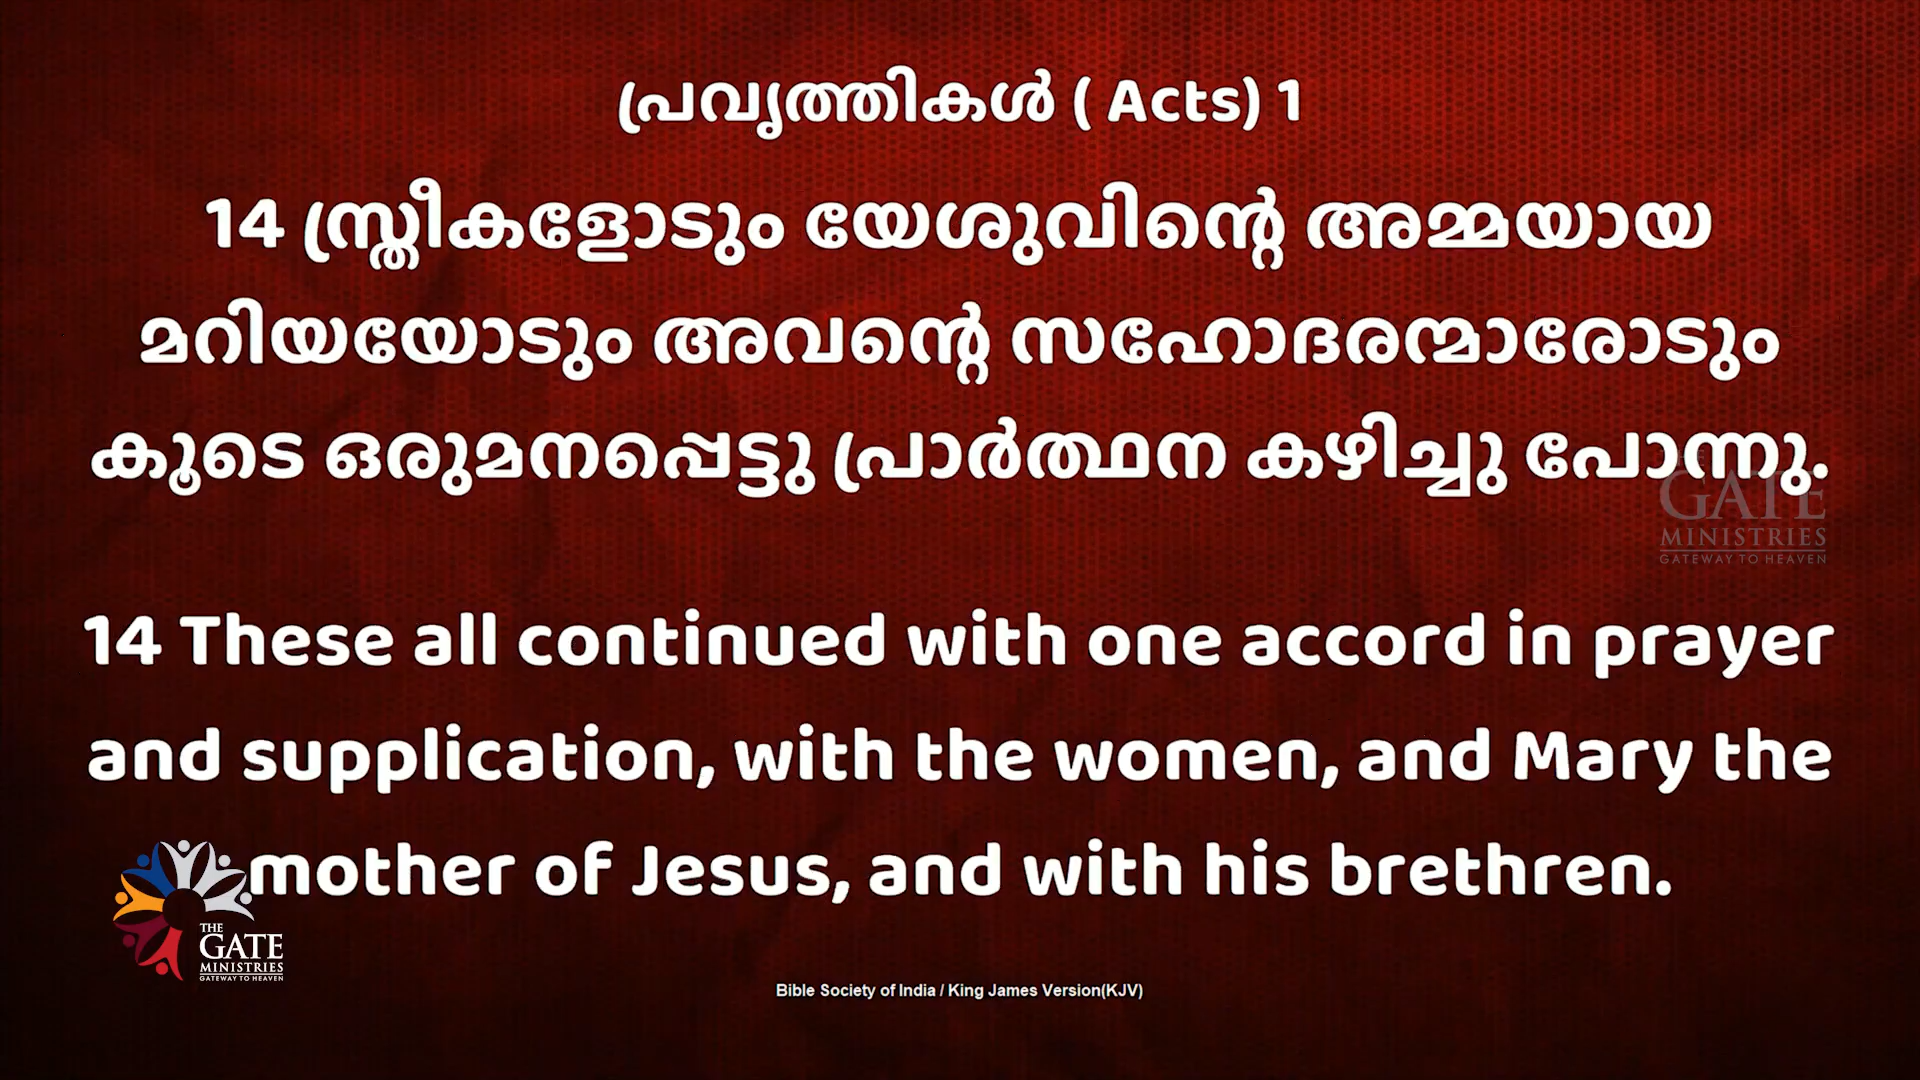 പ്രവൃത്തികൾ ( Acts) 1
14 സ്ത്രീകളോടും യേശുവിന്റെ അമ്മയായ
മറിയയോടും അവന്റെ സഹോദരന്മാരോടും
കൂടെ ഒരുമനപ്പെട്ടു പ്രാർത്ഥന കഴിച്ചു പോന്നു.
THE
GATE
MINISTRIES
GATEWAY TO HEAVEN
14 These all continued with one accord in prayer
and supplication, with the women, and Mary the
mother of Jesus, and with his brethren.
THE
GATE
MINISTRIES
GATEWAY TO HEAVEN
Bible Society of India / King James Version(KJV)